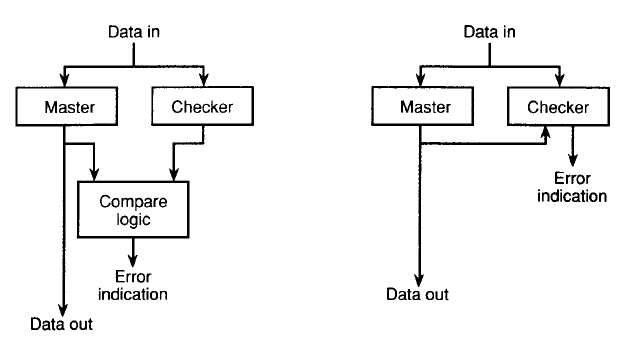 Data in
Master
Checker
Compare
logic
Error
indication
Data out
Data in
Master
Checker
Error
indication
Data out